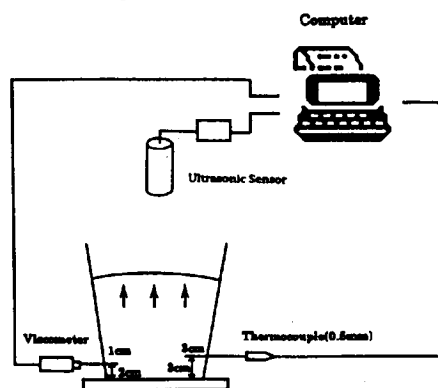 Computer
Ultrasonic Sensor
Viscometer
1cm
2cm
3cm
3cm
Thermocouple(0.5mm)